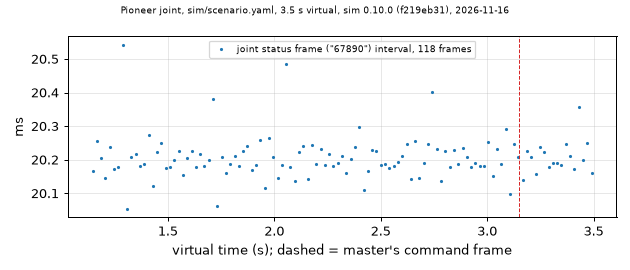 Pioneer joint, sim/scenario.yaml, 3.5 s virtual, sim 0.10.0 (f219eb31), 2026-11-16
joint status frame ("67890") interval, 118 frames
20.5
20.4
20.3
20.2
20.1
ms
1.5 2.0 2.5 3.0 3.5
virtual time (s); dashed = master's command frame